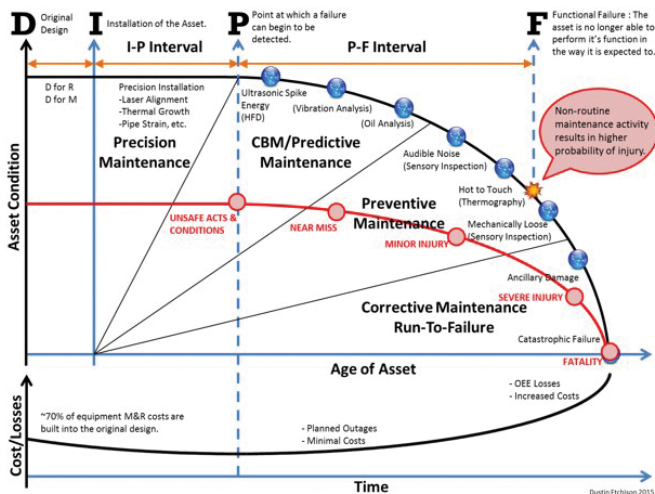 D Original Design
I Installation of the Asset.
P Point at which a failure can begin to be detected.
F Functional Failure : The asset is no longer able to perform it's function in the way it is expected to.
I-P Interval
P-F Interval
D for R
D for M
Precision Installation
-Laser Alignment
-Thermal Growth
-Pipe Strain, etc.
Precision
Maintenance
Ultrasonic Spike
Energy
(HFD)
(Vibration Analysis)
(Oil Analysis)
CBM/Predictive
Maintenance
Audible Noise
(Sensory Inspection)
Non-routine
maintenance activity
results in higher
probability of injury.
Hot to Touch
(Thermography)
Preventive
Maintenance
Mechanically Loose
(Sensory Inspection)
UNSAFE ACTS &
CONDITIONS
NEAR MISS
MINOR INJURY
Ancillary Damage
SEVERE INJURY
Corrective Maintenance
Run-To-Failure
Catastrophic Failure
FATALITY
Asset Condition
Age of Asset
~70% of equipment M&R costs are
built into the original design.
- Planned Outages
- Minimal Costs
- OEE Losses
- Increased Costs
Cost/Losses
Time
Dustin Etchison 2015